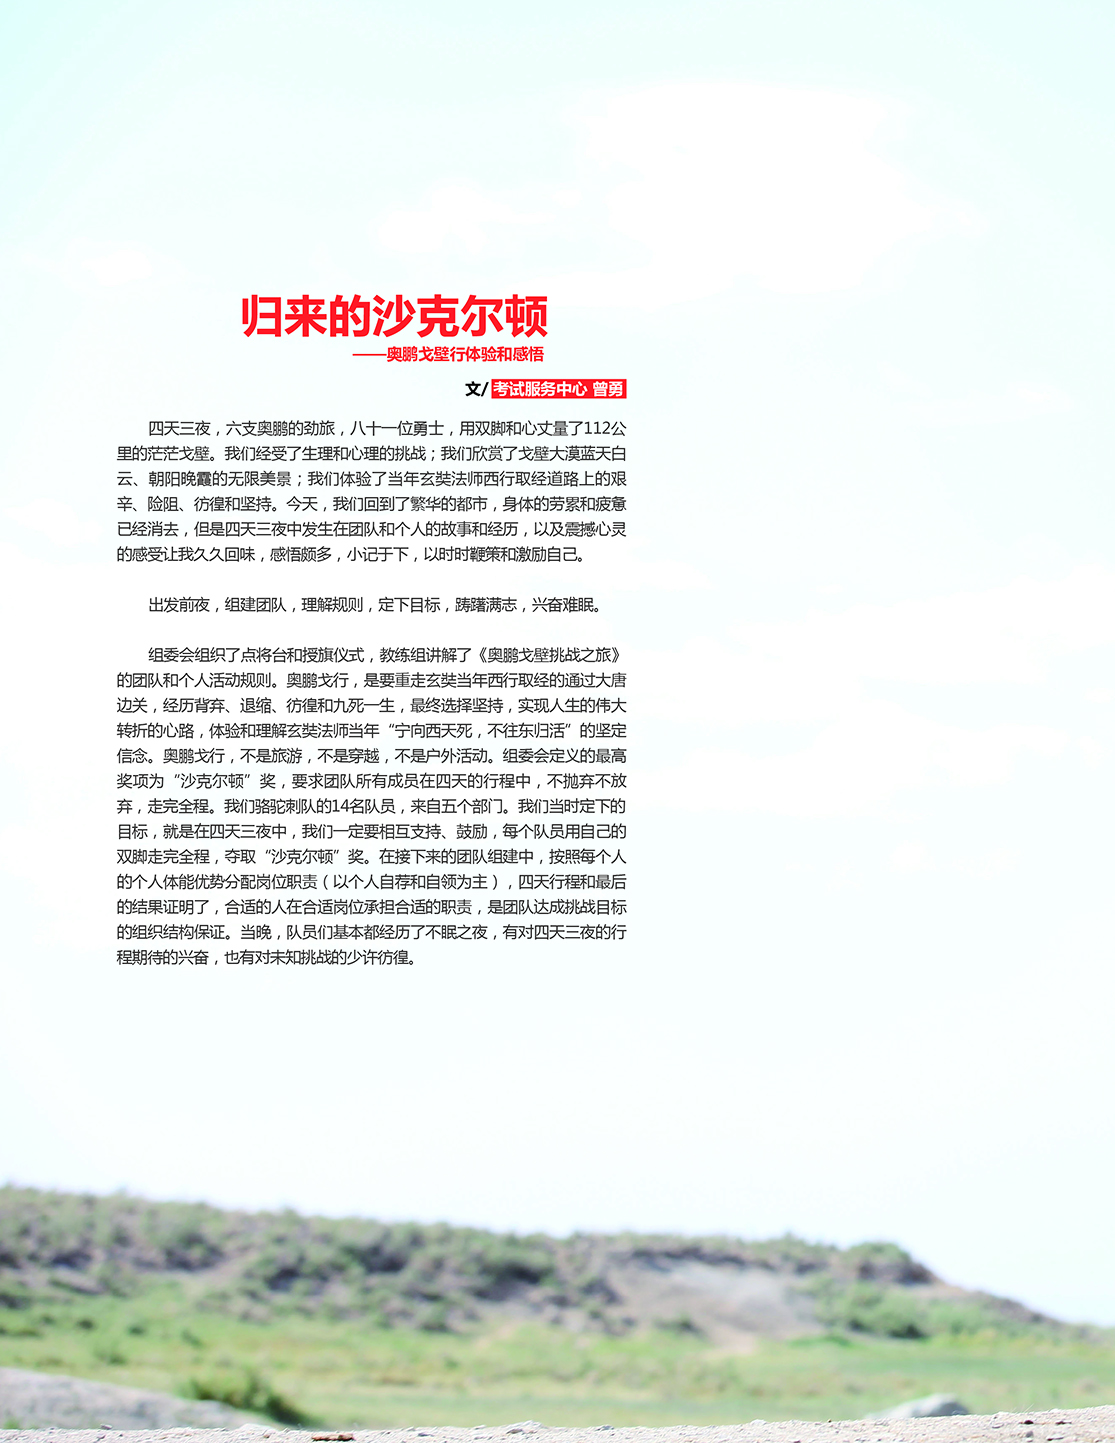 归来的沙克尔顿
——奥鹏戈壁行体验和感悟
文/ 考试服务中心 曾勇
四天三夜，六支奥鹏的劲旅，八十一位勇士，用双脚和心丈量了112公
里的茫茫戈壁。我们经受了生理和心理的挑战；我们欣赏了戈壁大漠蓝天白
云、朝阳晚霞的无限美景；我们体验了当年玄奘法师西行取经道路上的艰
辛、险阻、彷徨和坚持。今天，我们回到了繁华的都市，身体的劳累和疲惫
已经消去，但是四天三夜中发生在团队和个人的故事和经历，以及震撼心灵
的感受让我久久回味，感悟颇多，小记于下，以时时鞭策和激励自己。
出发前夜，组建团队，理解规则，定下目标，踌躇满志，兴奋难眠。
组委会组织了点将台和授旗仪式，教练组讲解了《奥鹏戈壁挑战之旅》
的团队和个人活动规则。奥鹏戈行，是要重走玄奘当年西行取经的通过大唐
边关，经历背弃、退缩、彷徨和九死一生，最终选择坚持，实现人生的伟大
转折的心路，体验和理解玄奘法师当年“宁向西天死，不往东归活”的坚定
信念。奥鹏戈行，不是旅游，不是穿越，不是户外活动。组委会定义的最高
奖项为“沙克尔顿”奖，要求团队所有成员在四天的行程中，不抛弃不放
弃，走完全程。我们骆驼刺队的14名队员，来自五个部门。我们当时定下的
目标，就是在四天三夜中，我们一定要相互支持、鼓励，每个队员用自己的
双脚走完全程，夺取“沙克尔顿”奖。在接下来的团队组建中，按照每个人
的个人体能优势分配岗位职责（以个人自荐和自领为主），四天行程和最后
的结果证明了，合适的人在合适岗位承担合适的职责，是团队达成挑战目标
的组织结构保证。当晚，队员们基本都经历了不眠之夜，有对四天三夜的行
程期待的兴奋，也有对未知挑战的少许彷徨。